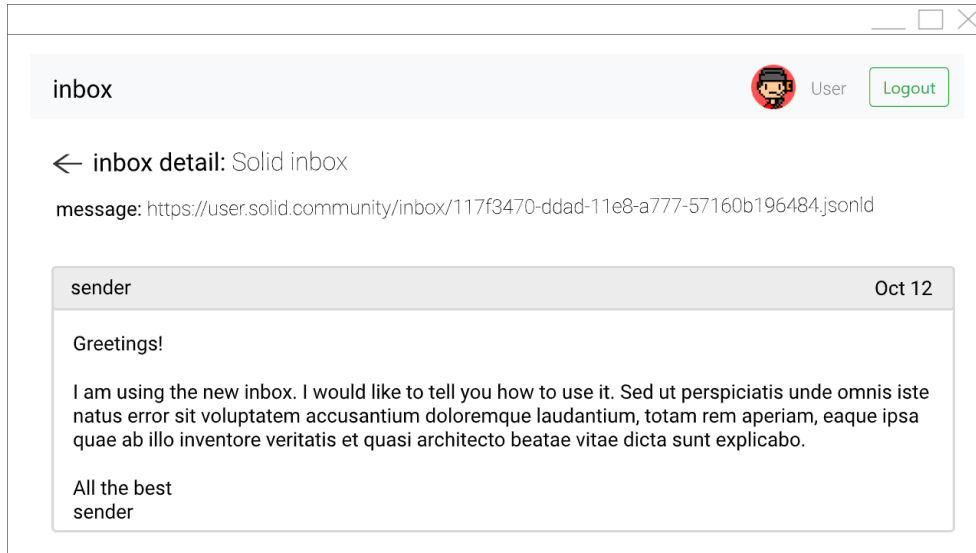 inbox
User
Logout
inbox detail: Solid inbox
message: https://user.solid.community/inbox/117f3470-ddad-11e8-a777-57160b196484.jsonld
sender
Oct 12
Greetings!
I am using the new inbox. I would like to tell you how to use it. Sed ut perspiciatis unde omnis iste
natus error sit voluptatem accusantium doloremque laudantium, totam rem aperiam, eaque ipsa
quae ab illo inventore veritatis et quasi architecto beatae vitae dicta sunt explicabo.
All the best
sender